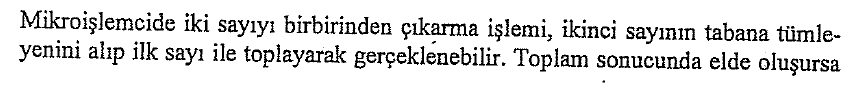 Mikroişlemcide iki sayıyı birbirinden çıkarma işlemi, ikinci sayının tabana tümle-
yenini alıp ilk sayı ile toplayarak gerçeklenebilir. Toplam sonucunda elde oluşursa